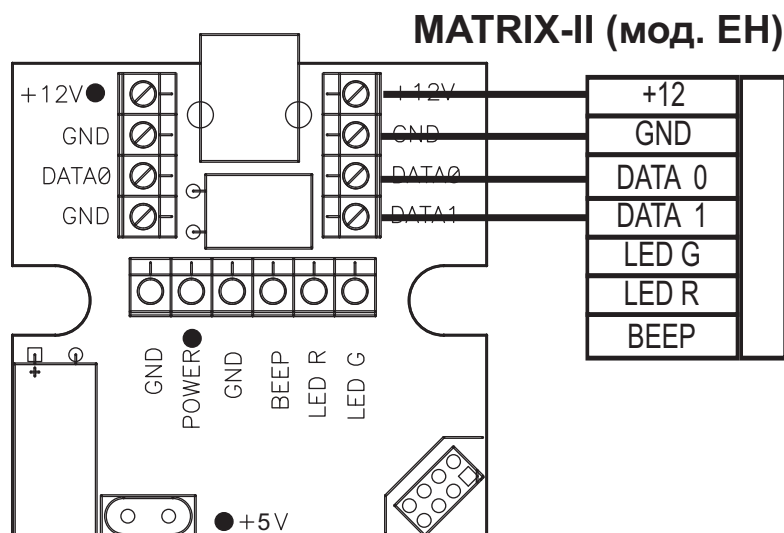 MATRIX-II (мод. EH)
+12V
GND
DATA0
GND
+12V
GND
DATA0
DATA1
+12
GND
DATA 0
DATA 1
LED G
LED R
BEEP
GND
POWER
GND
BEEP
LED R
LED G
+
+5V